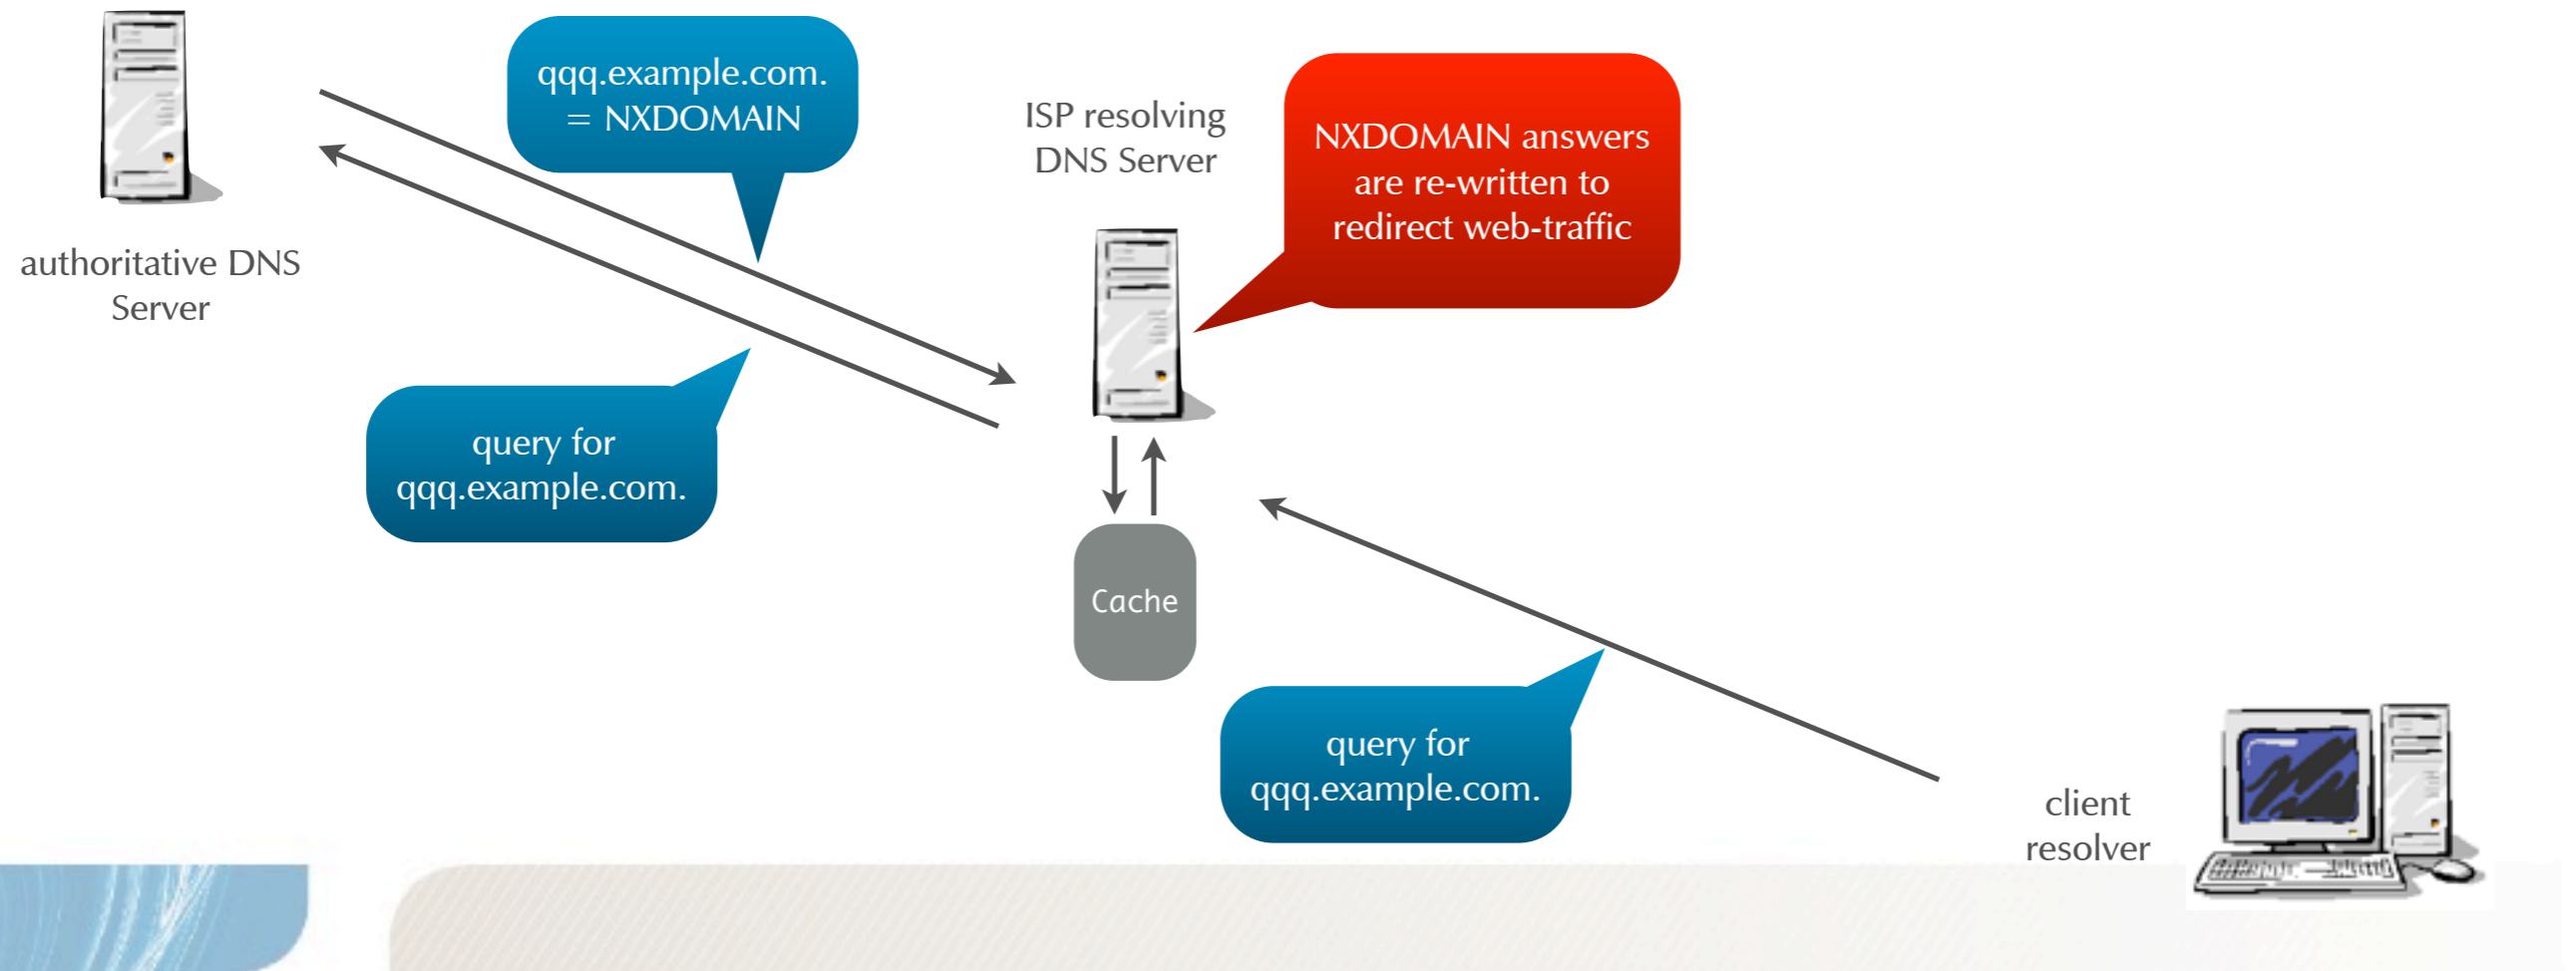 qqq.example.com.
= NXDOMAIN
ISP resolving
DNS Server
NXDOMAIN answers
are re-written to
redirect web-traffic
authoritative DNS
Server
query for
qqq.example.com.
Cache
query for
qqq.example.com.
client
resolver